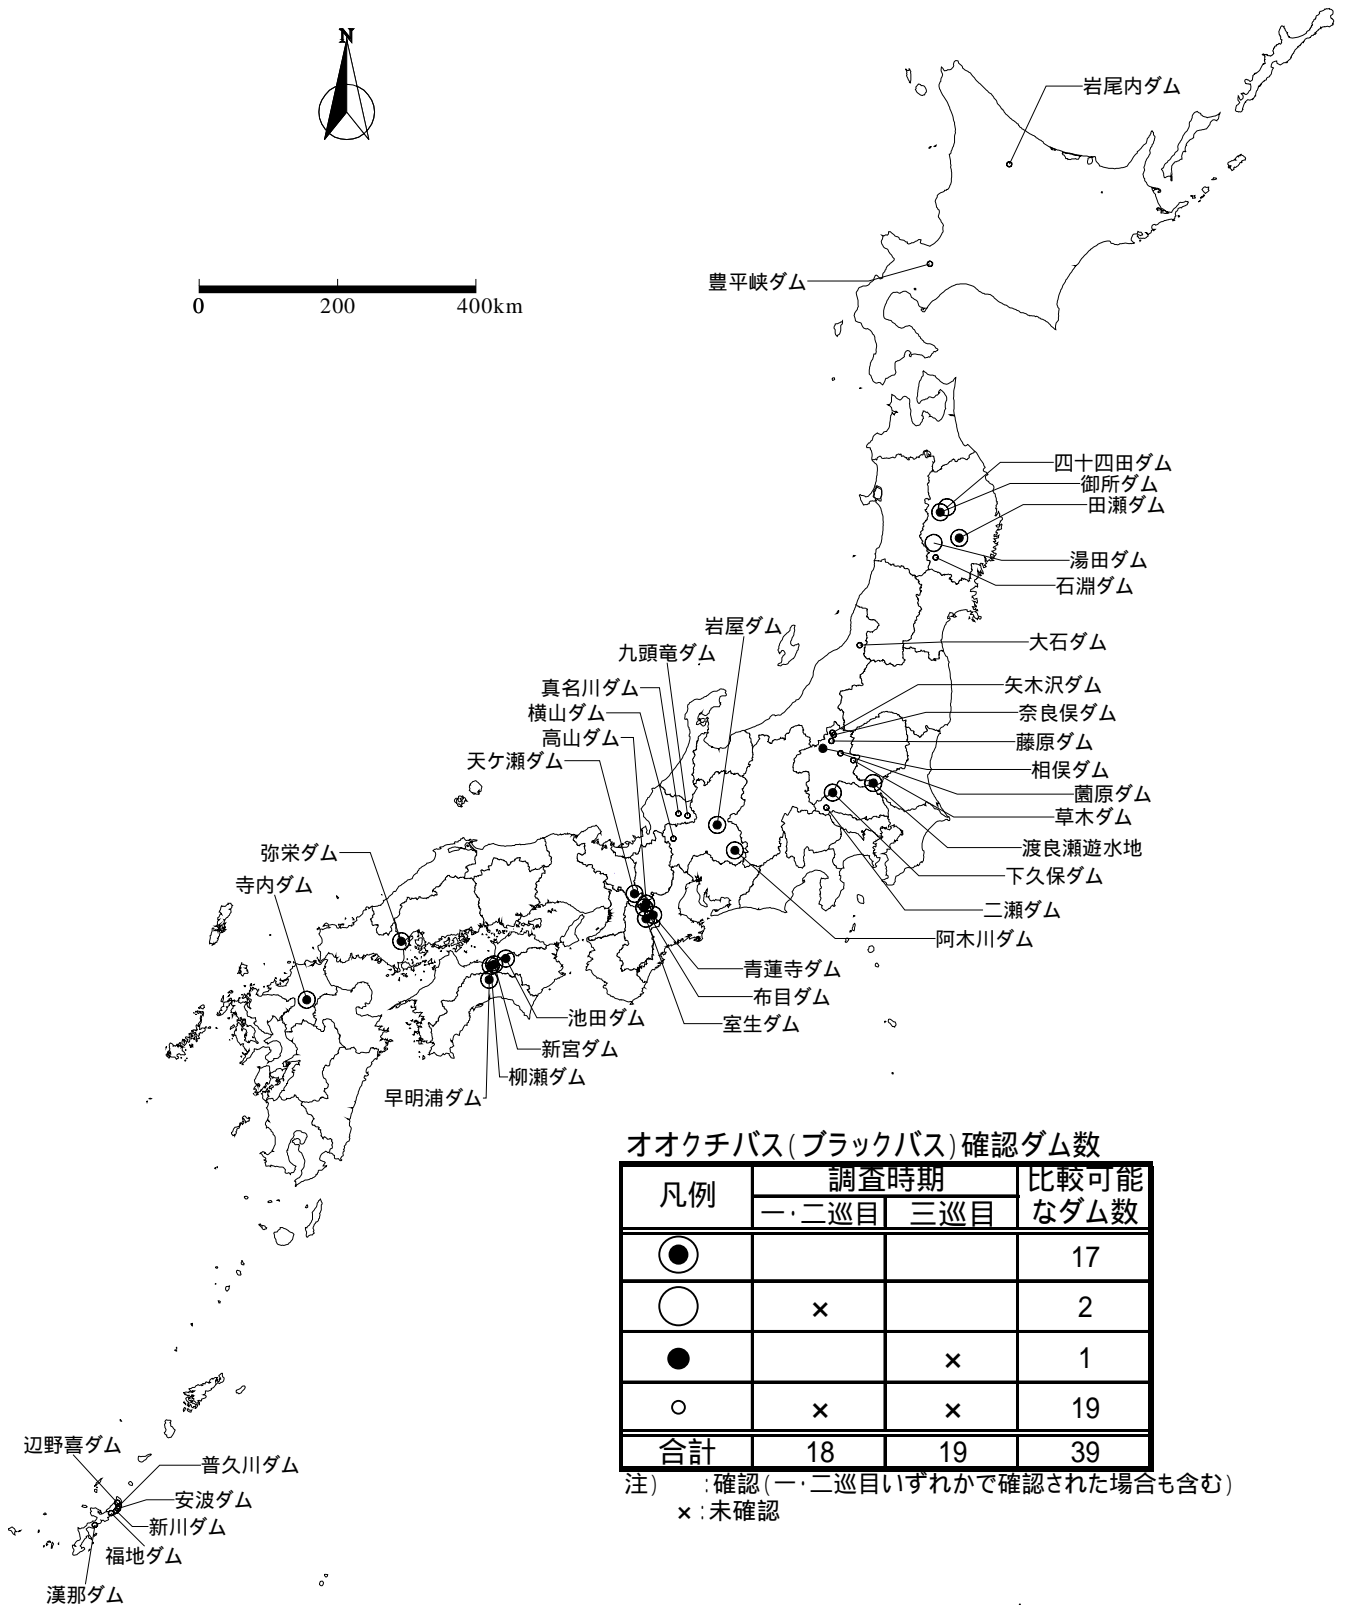 N
岩尾内ダム
豊平峡ダム
0 200 400km
四十四田ダム
御所ダム
田瀬ダム
湯田ダム
石淵ダム
大石ダム
岩屋ダム
九頭竜ダム
真名川ダム
横山ダム
高山ダム
天ケ瀬ダム
矢木沢ダム
奈良俣ダム
藤原ダム
相俣ダム
薗原ダム
草木ダム
渡良瀬遊水地
下久保ダム
二瀬ダム
阿木川ダム
青蓮寺ダム
布目ダム
室生ダム
弥栄ダム
寺内ダム
池田ダム
新宮ダム
柳瀬ダム
早明浦ダム
オオクチバス(ブラックバス)確認ダム数
凡例 調査時期 比較可能
一・二巡目 三巡目 なダム数
17
× 2
× 1
× × 19
合計 18 19 39
注) :確認(一・二巡目いずれかで確認された場合も含む)
×:未確認
辺野喜ダム
普久川ダム
安波ダム
新川ダム
福地ダム
漢那ダム